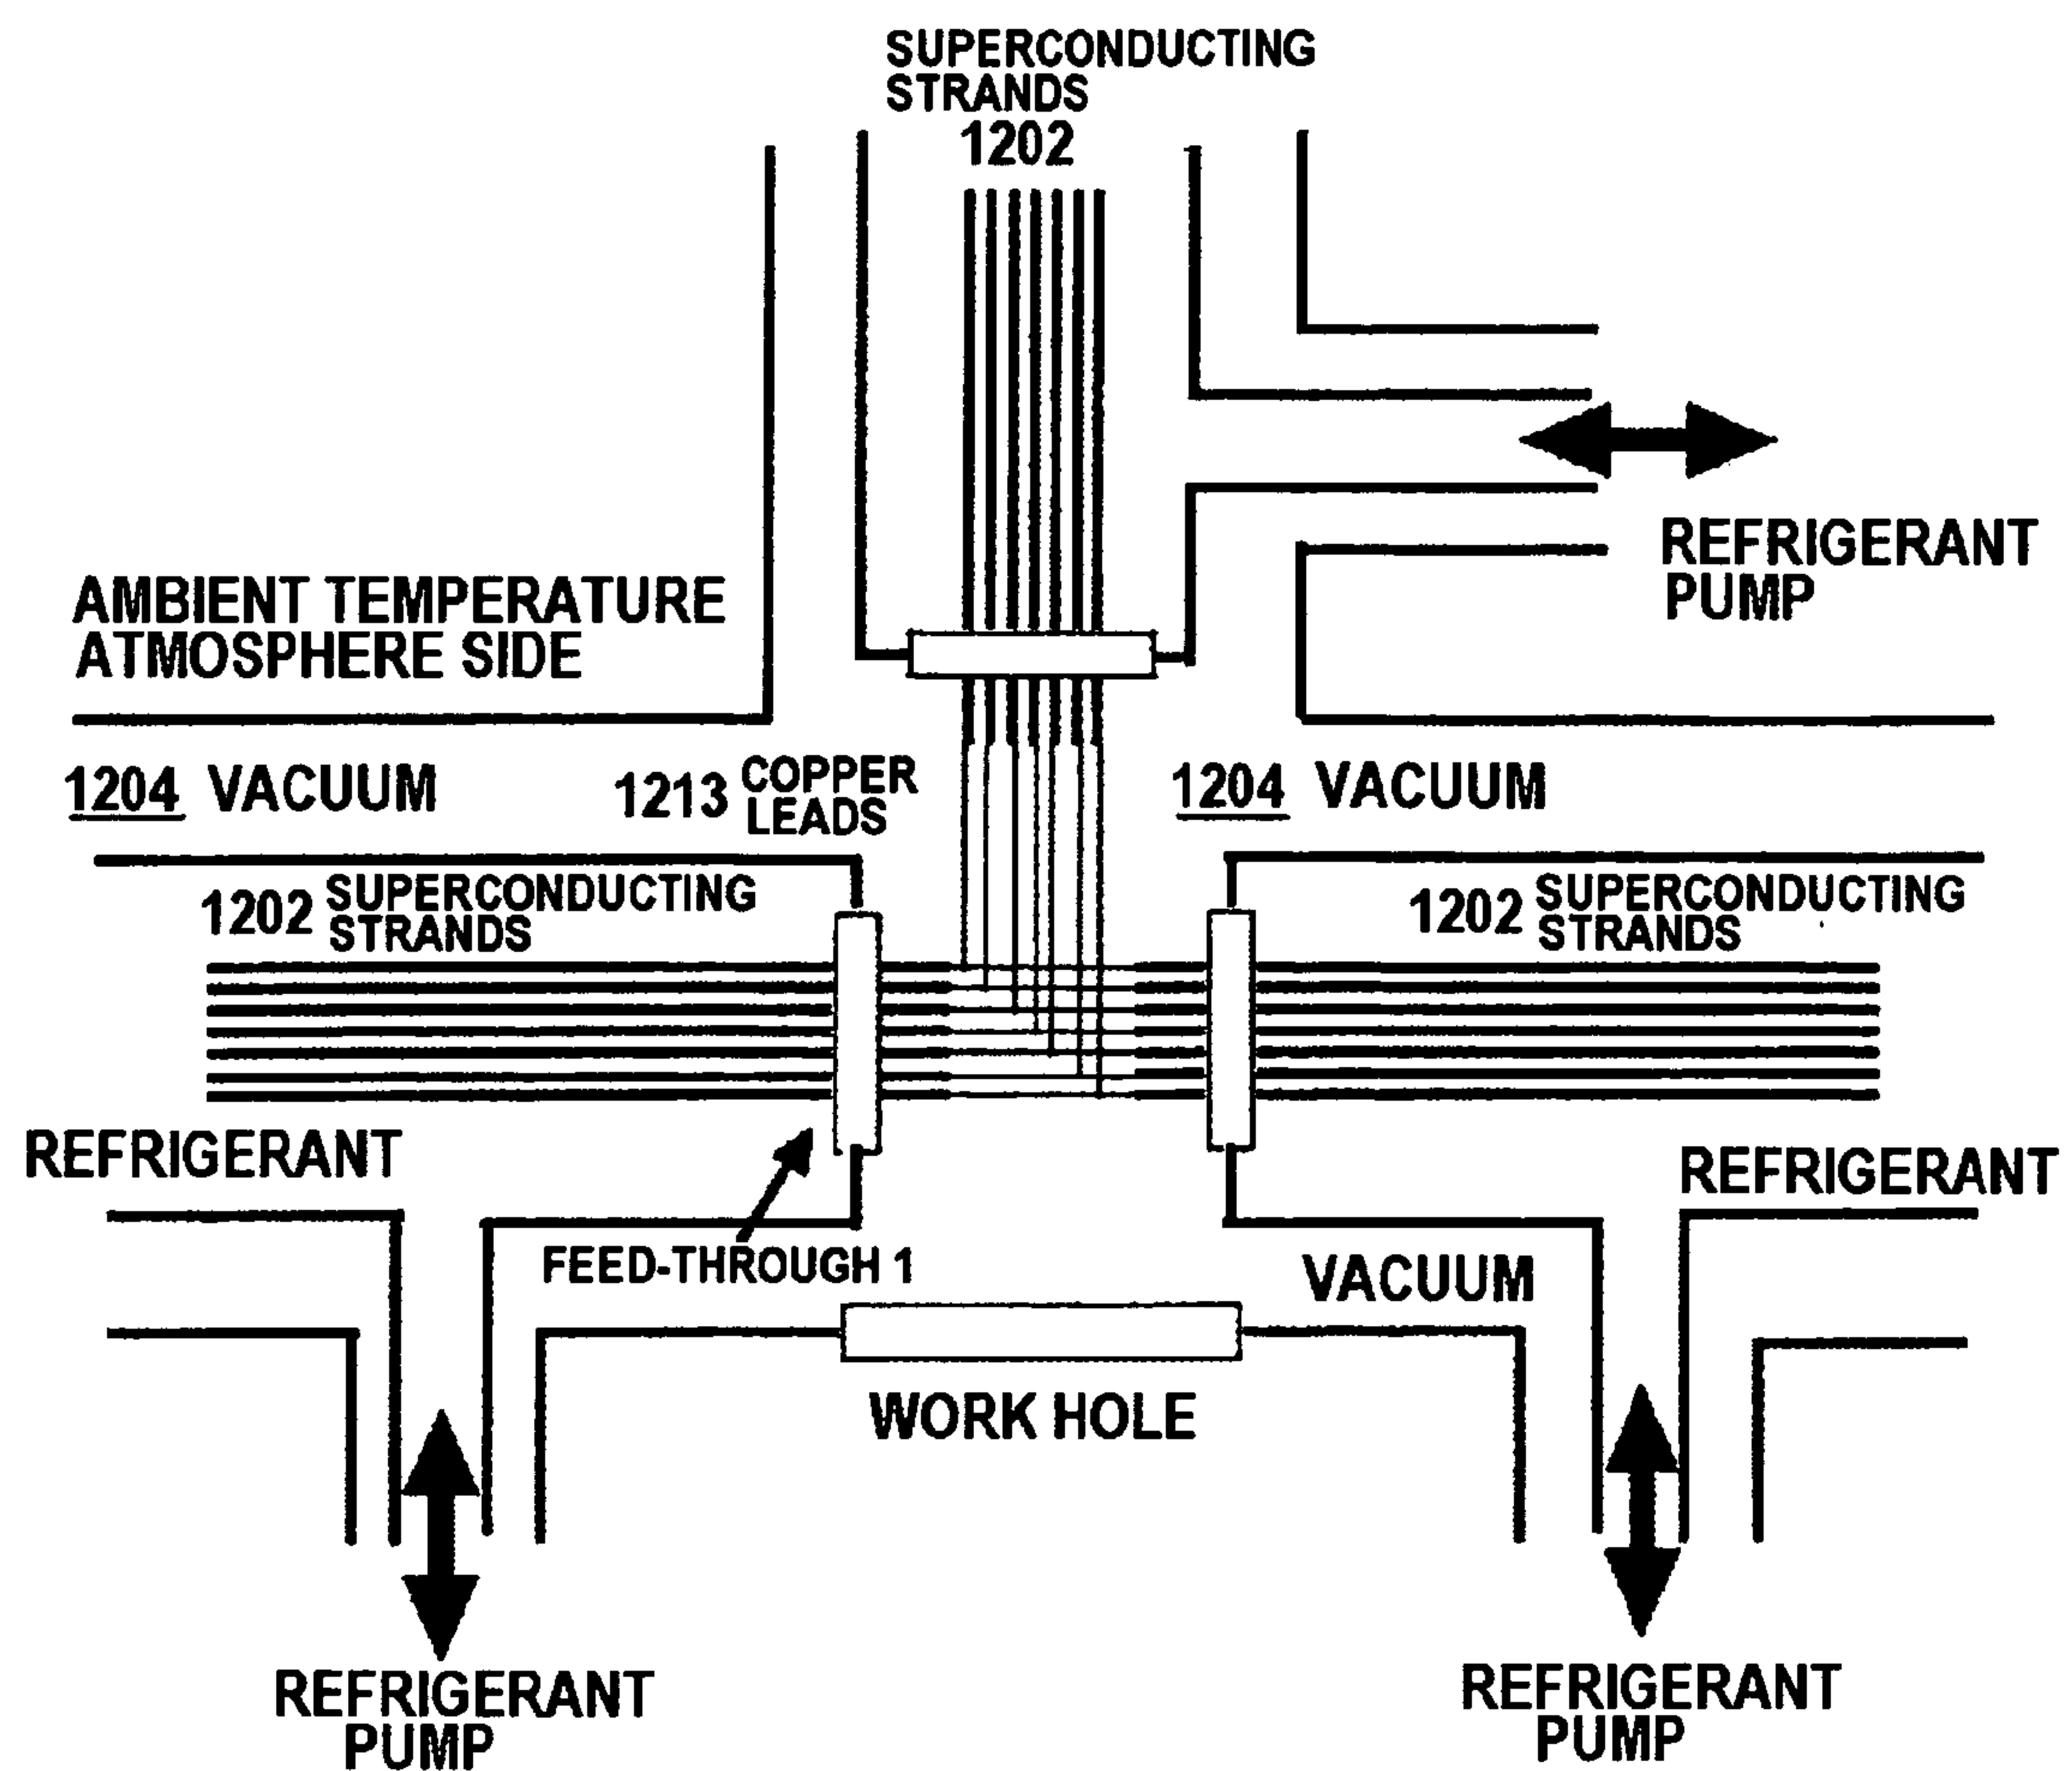 SUPERCONDUCTING
STRANDS
1202
REFRIGERANT
PUMP
AMBIENT TEMPERATURE
ATMOSPHERE SIDE
1204 VACUUM
1213 COPPER
LEADS
1204 VACUUM
1202 SUPERCONDUCTING
STRANDS
1202 SUPERCONDUCTING
STRANDS
REFRIGERANT
REFRIGERANT
FEED-THROUGH 1
VACUUM
WORK HOLE
REFRIGERANT
PUMP
REFRIGERANT
PUMP